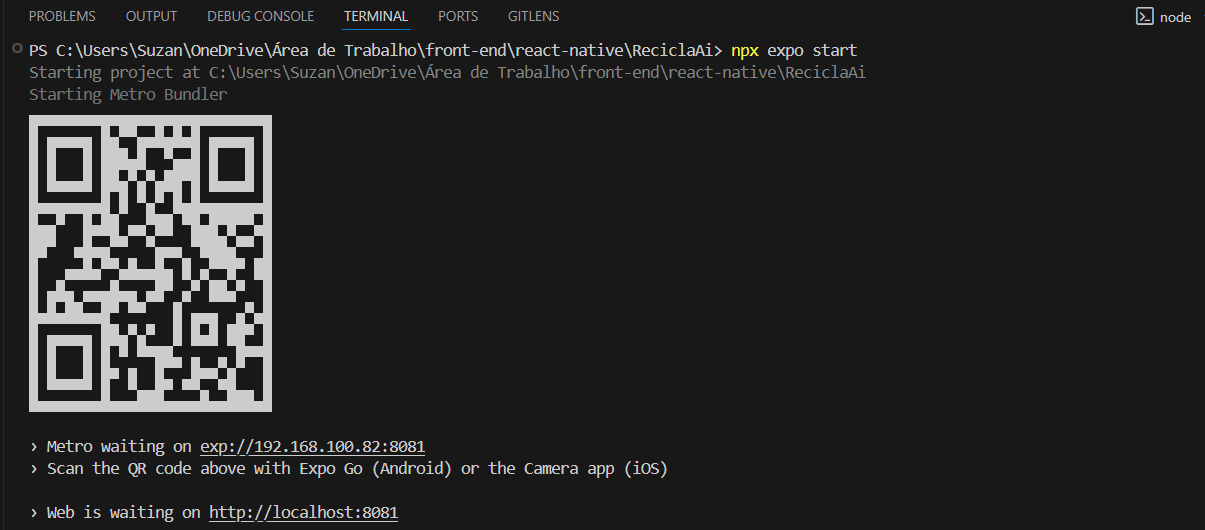 PROBLEMS OUTPUT DEBUG CONSOLE TERMINAL PORTS GITLENS node
PS C:\Users\Suzan\OneDrive\Área de Trabalho\front-end\react-native\ReciclaAi> npx expo start
Starting project at C:\Users\Suzan\OneDrive\Área de Trabalho\front-end\react-native\ReciclaAi
Starting Metro Bundler
› Metro waiting on exp://192.168.100.82:8081
› Scan the QR code above with Expo Go (Android) or the Camera app (iOS)
› Web is waiting on http://localhost:8081